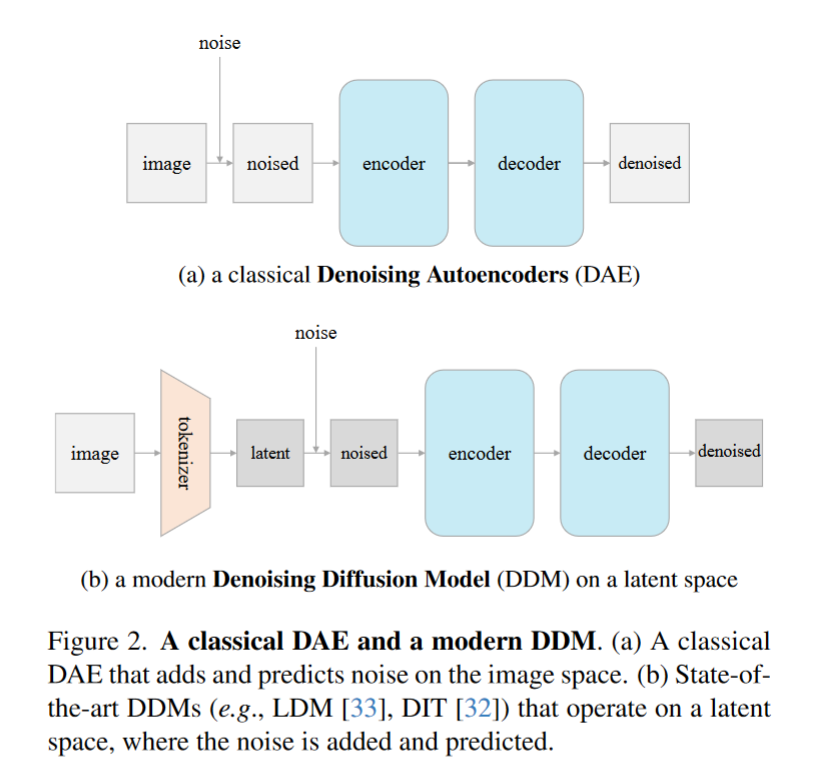 noise
image
noised
encoder
decoder
denoised
(a) a classical Denoising Autoencoders (DAE)
noise
image
tokenizer
latent
noised
encoder
decoder
denoised
(b) a modern Denoising Diffusion Model (DDM) on a latent space
Figure 2. A classical DAE and a modern DDM. (a) A classical
DAE that adds and predicts noise on the image space. (b) State-of-
the-art DDMs (e.g., LDM [33], DIT [32]) that operate on a latent
space, where the noise is added and predicted.